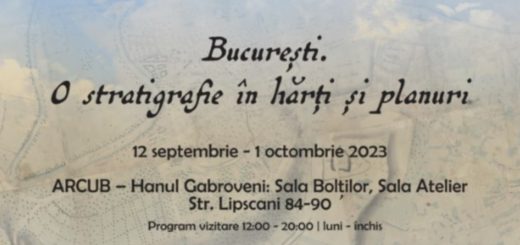 București.
O stratigrafie în hărți și planuri
12 septembrie - 1 octombrie 2023
ARCUB – Hanul Gabroveni: Sala Bolților, Sala Atelier
Str. Lipscani 84-90
Program vizitare 12:00 - 20:00 | luni - închis